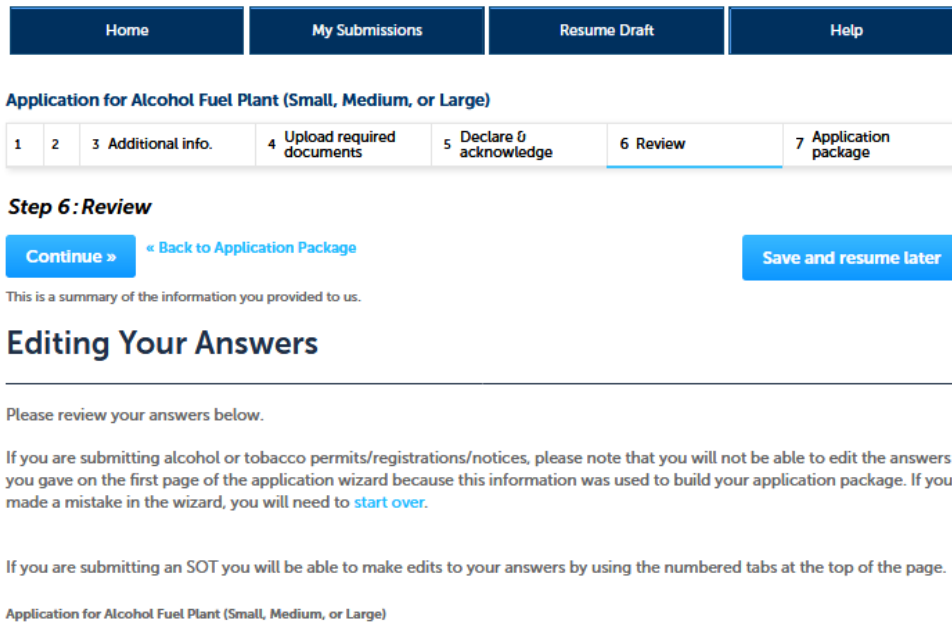 Home My Submissions Resume Draft Help
Application for Alcohol Fuel Plant (Small, Medium, or Large)
1 2 3 Additional info. 4 Upload required documents 5 Declare & acknowledge 6 Review 7 Application package
Step 6: Review
Continue » « Back to Application Package Save and resume later
This is a summary of the information you provided to us.
Editing Your Answers
Please review your answers below.
If you are submitting alcohol or tobacco permits/registrations/notices, please note that you will not be able to edit the answers
you gave on the first page of the application wizard because this information was used to build your application package. If you
made a mistake in the wizard, you will need to start over.
If you are submitting an SOT you will be able to make edits to your answers by using the numbered tabs at the top of the page.
Application for Alcohol Fuel Plant (Small, Medium, or Large)